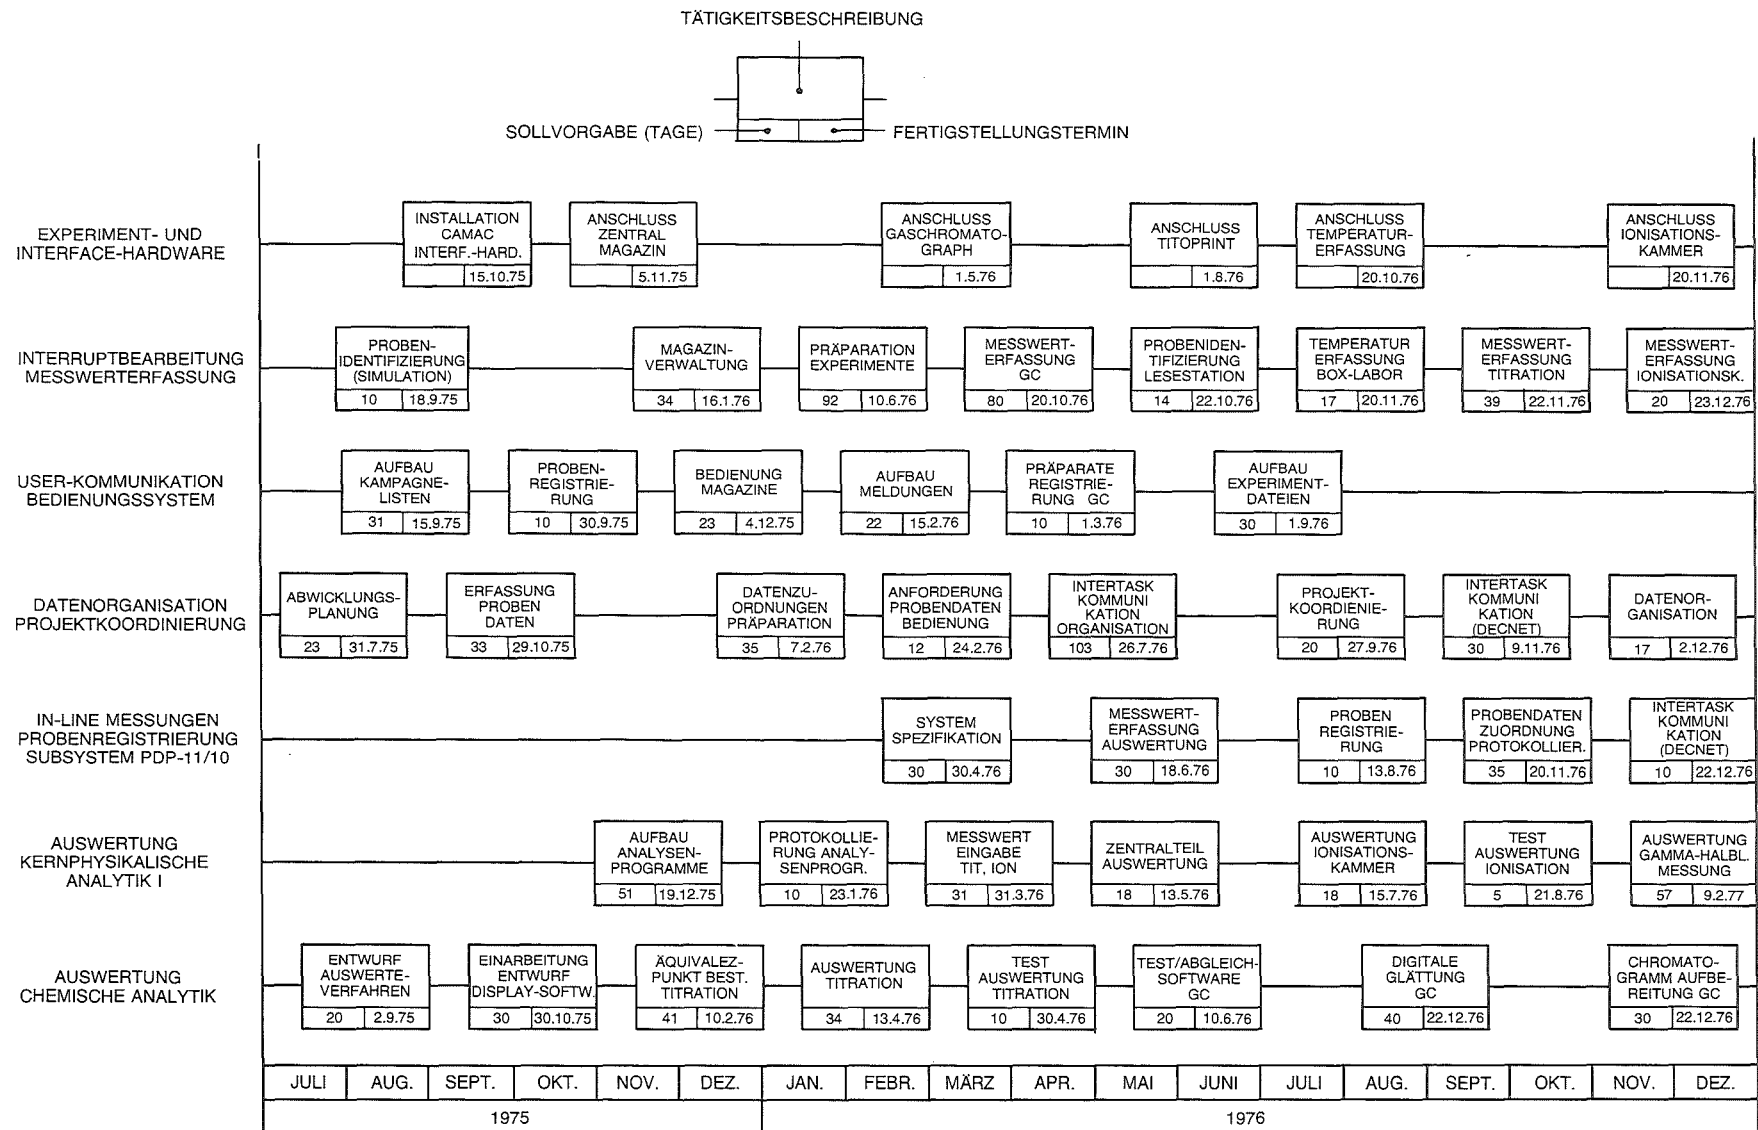 TÄTIGKEITSBESCHREIBUNG
SOLLVORGABE (TAGE)
FERTIGSTELLUNGSTERMIN
EXPERIMENT- UND
INTERFACE-HARDWARE
INSTALLATION
CAMAC
INTERF.-HARD.
15.10.75
ANSCHLUSS
ZENTRAL
MAGAZIN
5.11.75
ANSCHLUSS
GASCHROMATO-
GRAPH
1.5.76
ANSCHLUSS
TITOPRINT
1.8.76
ANSCHLUSS
TEMPERATUR-
ERFASSUNG
20.10.76
ANSCHLUSS
IONISATIONS-
KAMMER
20.11.76
INTERRUPTBEARBEITUNG
MESSWERTERFASSUNG
PROBEN-
IDENTIFIZIERUNG
(SIMULATION)
10 18.9.75
MAGAZIN-
VERWALTUNG
34 16.1.76
PRÄPARATION
EXPERIMENTE
92 10.6.76
MESSWERT-
ERFASSUNG
GC
80 20.10.76
PROBENIDEN-
TIFIZIERUNG
LESESTATION
14 22.10.76
TEMPERATUR
ERFASSUNG
BOX-LABOR
17 20.11.76
MESSWERT-
ERFASSUNG
TITRATION
39 22.11.76
MESSWERT-
ERFASSUNG
IONISATIONSK.
20 23.12.76
USER-KOMMUNIKATION
BEDIENUNGSSYSTEM
AUFBAU
KAMPAGNE-
LISTEN
31 15.9.75
PROBEN-
REGISTRIE-
RUNG
10 30.9.75
BEDIENUNG
MAGAZINE
23 4.12.75
AUFBAU
MELDUNGEN
22 15.2.76
PRÄPARATE
REGISTRIE-
RUNG GC
10 1.3.76
AUFBAU
EXPERIMENT-
DATEIEN
30 1.9.76
DATENORGANISATION
PROJEKTKOORDINIERUNG
ABWICKLUNGS-
PLANUNG
23 31.7.75
ERFASSUNG
PROBEN
DATEN
33 29.10.75
DATENZU-
ORDNUNGEN
PRÄPARATION
35 7.2.76
ANFORDERUNG
PROBENDATEN
BEDIENUNG
12 24.2.76
INTERTASK
KOMMUNI
KATION
ORGANISATION
103 26.7.76
PROJEKT-
KOORDIENIE-
RUNG
20 27.9.76
INTERTASK
KOMMUNI
KATION
(DECNET)
30 9.11.76
DATENOR-
GANISATION
17 2.12.76
IN-LINE MESSUNGEN
PROBENREGISTRIERUNG
SUBSYSTEM PDP-11/10
SYSTEM
SPEZIFIKATION
30 30.4.76
MESSWERT-
ERFASSUNG
AUSWERTUNG
30 18.6.76
PROBEN
REGISTRIE-
RUNG
10 13.8.76
PROBENDATEN
ZUORDNUNG
PROTOKOLLIER.
35 20.11.76
INTERTASK
KOMMUNI
KATION
(DECNET)
10 22.12.76
AUSWERTUNG
KERNPHYSIKALISCHE
ANALYTIK I
AUFBAU
ANALYSEN-
PROGRAMME
51 19.12.75
PROTOKOLLIE-
RUNG ANALY-
SENPROGR.
10 23.1.76
MESSWERT
EINGABE
TIT, ION
31 31.3.76
ZENTRALTEIL
AUSWERTUNG
18 13.5.76
AUSWERTUNG
IONISATIONS-
KAMMER
18 15.7.76
TEST
AUSWERTUNG
IONISATION
5 21.8.76
AUSWERTUNG
GAMMA-HALBL.
MESSUNG
57 9.2.77
AUSWERTUNG
CHEMISCHE ANALYTIK
ENTWURF
AUSWERTE-
VERFAHREN
20 2.9.75
EINARBEITUNG
ENTWURF
DISPLAY-SOFTW.
30 30.10.75
ÄQUIVALEZ-
PUNKT BEST.
TITRATION
41 10.2.76
AUSWERTUNG
TITRATION
34 13.4.76
TEST
AUSWERTUNG
TITRATION
10 30.4.76
TEST/ABGLEICH-
SOFTWARE
GC
20 10.6.76
DIGITALE
GLÄTTUNG
GC
40 22.12.76
CHROMATO-
GRAMM AUFBE-
REITUNG GC
30 22.12.76
JULI AUG. SEPT. OKT. NOV. DEZ. JAN. FEBR. MÄRZ APR. MAI JUNI JULI AUG. SEPT. OKT. NOV. DEZ.
1975 1976